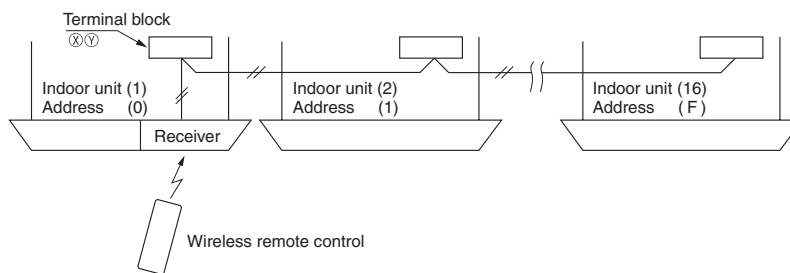 Terminal block
ⓍⓎ
Indoor unit (1)
Address (0)
Indoor unit (2)
Address (1)
Indoor unit (16)
Address ( F )
Receiver
Wireless remote control